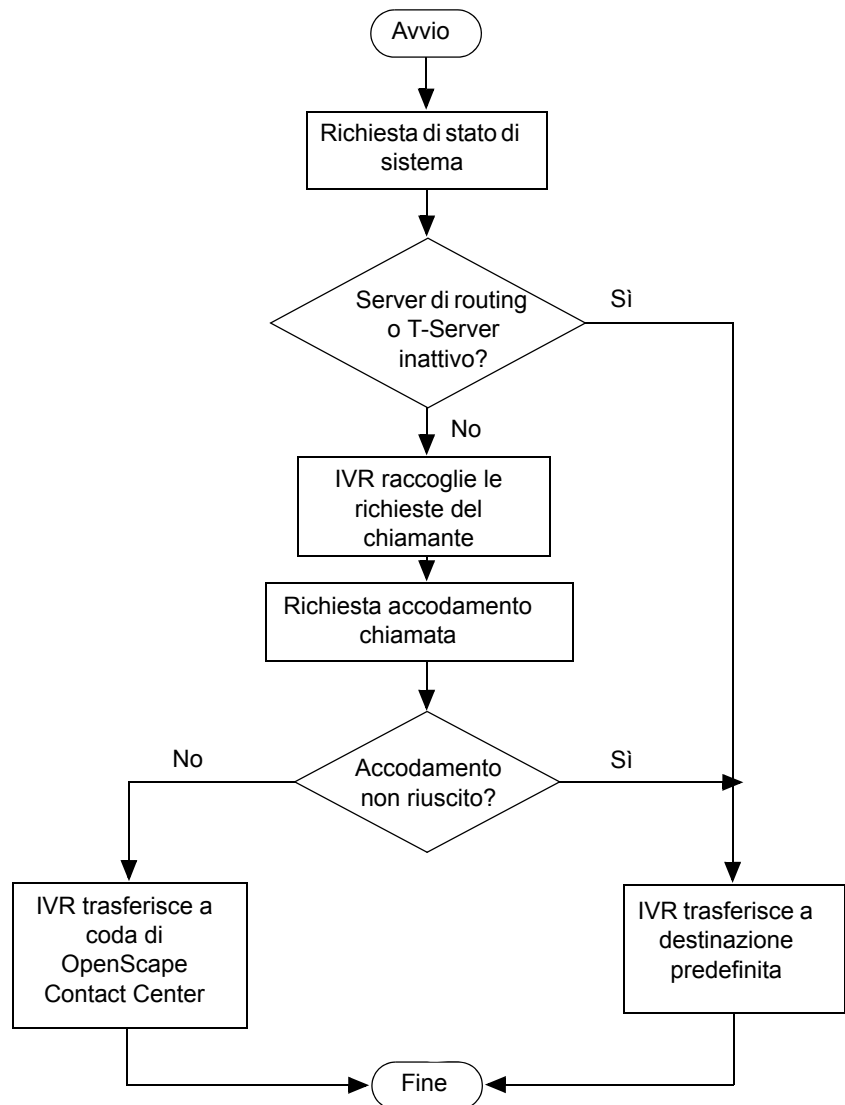 Avvio
Richiesta di stato di
sistema
Server di routing
o T-Server
inattivo?
Sì
No
IVR raccoglie le
richieste del
chiamante
Richiesta accodamento
chiamata
No
Accodamento
non riuscito?
Sì
IVR trasferisce a
coda di
OpenScape
Contact Center
IVR trasferisce a
destinazione
predefinita
Fine